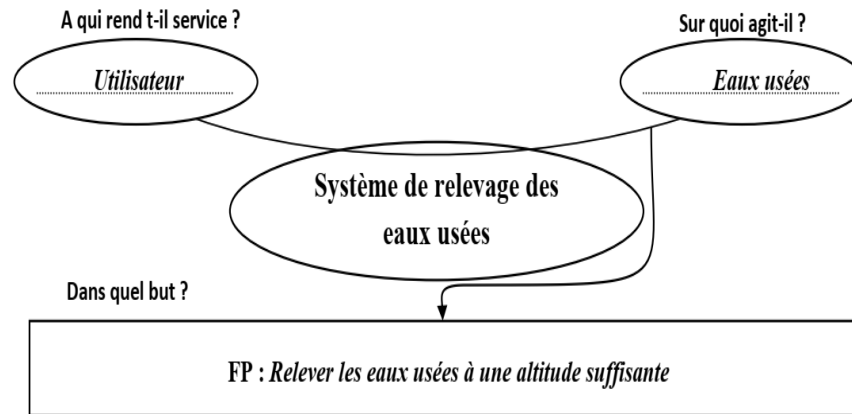 A qui rend t-il service ?
Sur quoi agit-il ?
Utilisateur
Eaux usées
Système de relevage des
eaux usées
Dans quel but ?
FP : Relever les eaux usées à une altitude suffisante